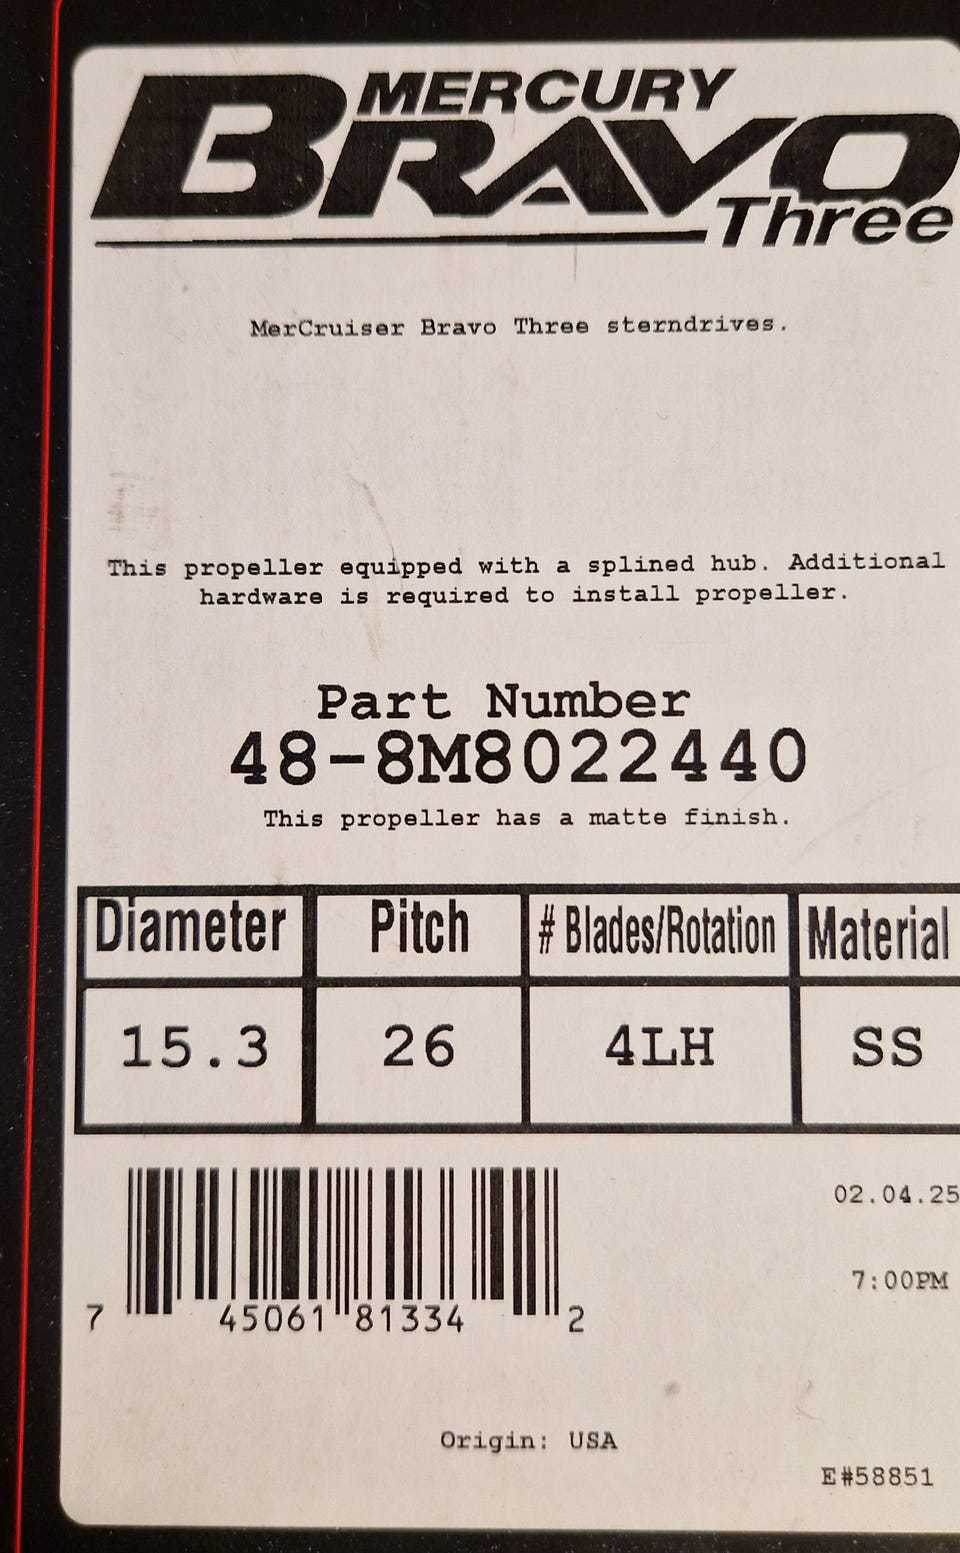 MERCURY
BRAVO
Three
MerCruiser Bravo Three sterndrives.
This propeller equipped with a splined hub. Additional
hardware is required to install propeller.
Part Number
48-8M8022440
This propeller has a matte finish.
Diameter Pitch # Blades/Rotation Material
15.3 26 4LH SS
02.04.25
7:00PM
7 45061 81334 2
Origin: USA
E#58851